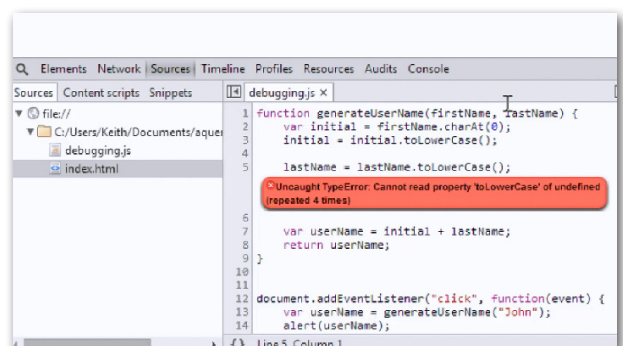 Elements Network Sources Timeline Profiles Resources Audits Console
Sources Content scripts Snippets debugging.js ×
file://
C:/Users/Keith/Documents/aque
debugging.js
index.html
1 function generateUserName(firstName, lastName) {
2 var initial = firstName.charAt(0);
3 initial = initial.toLowerCase();
4
5 lastName = lastName.toLowerCase();
Uncaught TypeError: Cannot read property 'toLowerCase' of undefined
(repeated 4 times)
6
7 var userName = initial + lastName;
8 return userName;
9 }
10
11
12 document.addEventListener("click", function(event) {
13 var userName = generateUserName("John");
14 alert(userName);
{} Line 5, Column 1